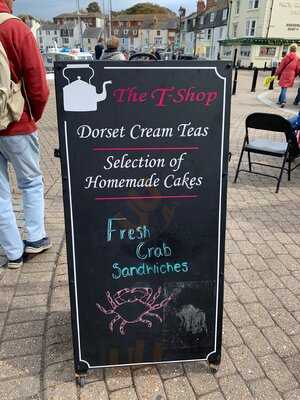 The T-Shop
Dorset Cream Teas
Selection of
Homemade Cakes
Fresh
Crab
Sandwiches